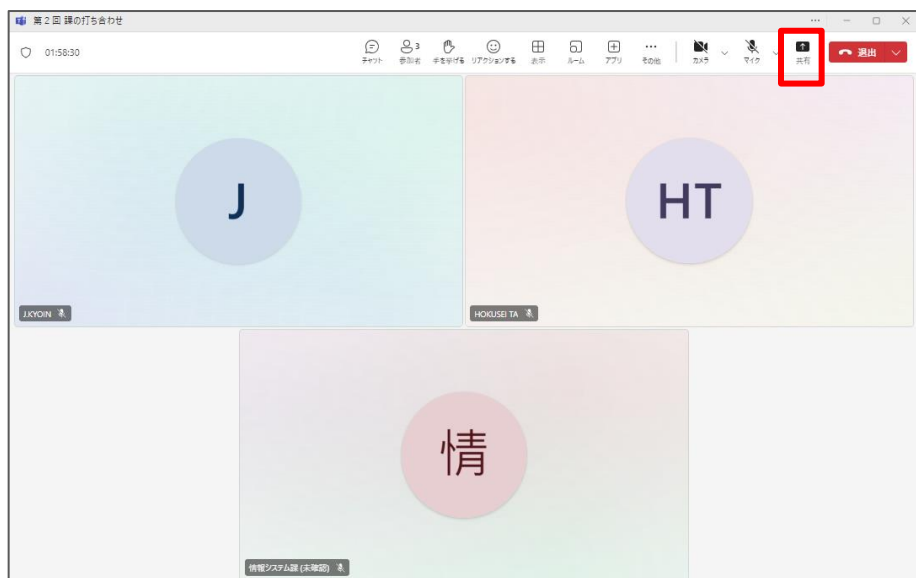 第２回 課の打ち合わせ
01:58:30
チャット
3
参加者
手を挙げる
リアクションする
表示
ルーム
アプリ
その他
カメラ
マイク
共有
退出
J
HT
J.KYOIN
HOKUSEI TA
情
情報システム課 (未確認)